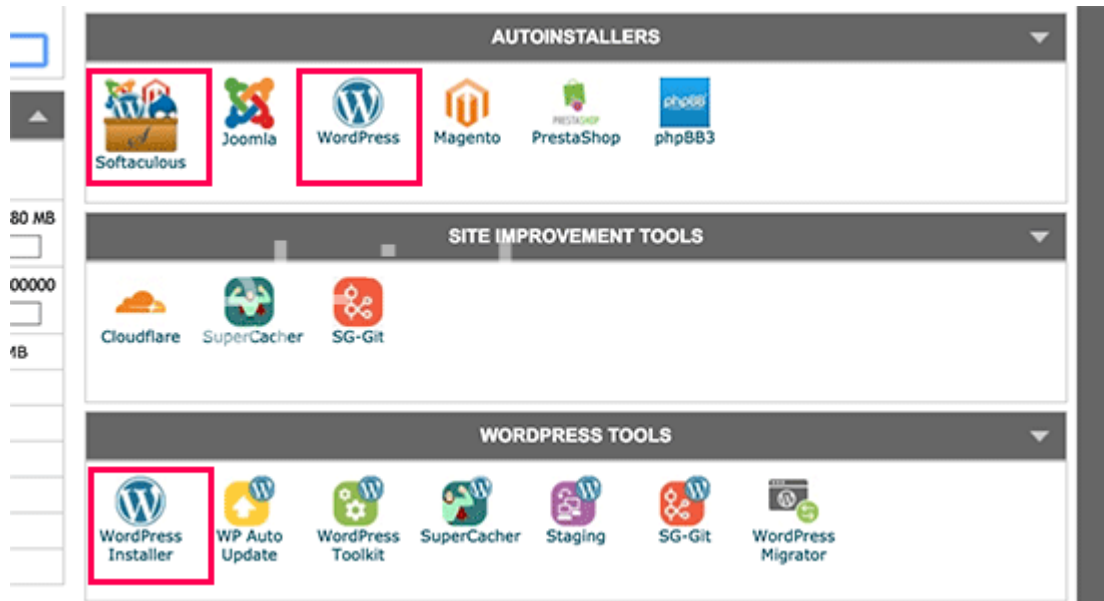 AUTOINSTALLERS
Softaculous
Joomla
WordPress
Magento
PRESTASHOP
PrestaShop
phpBB
phpBB3
80 MB
SITE IMPROVEMENT TOOLS
00000
Cloudflare
SuperCacher
SG-Git
MB
WORDPRESS TOOLS
WordPress
Installer
WP Auto
Update
WordPress
Toolkit
SuperCacher
Staging
SG-Git
WordPress
Migrator